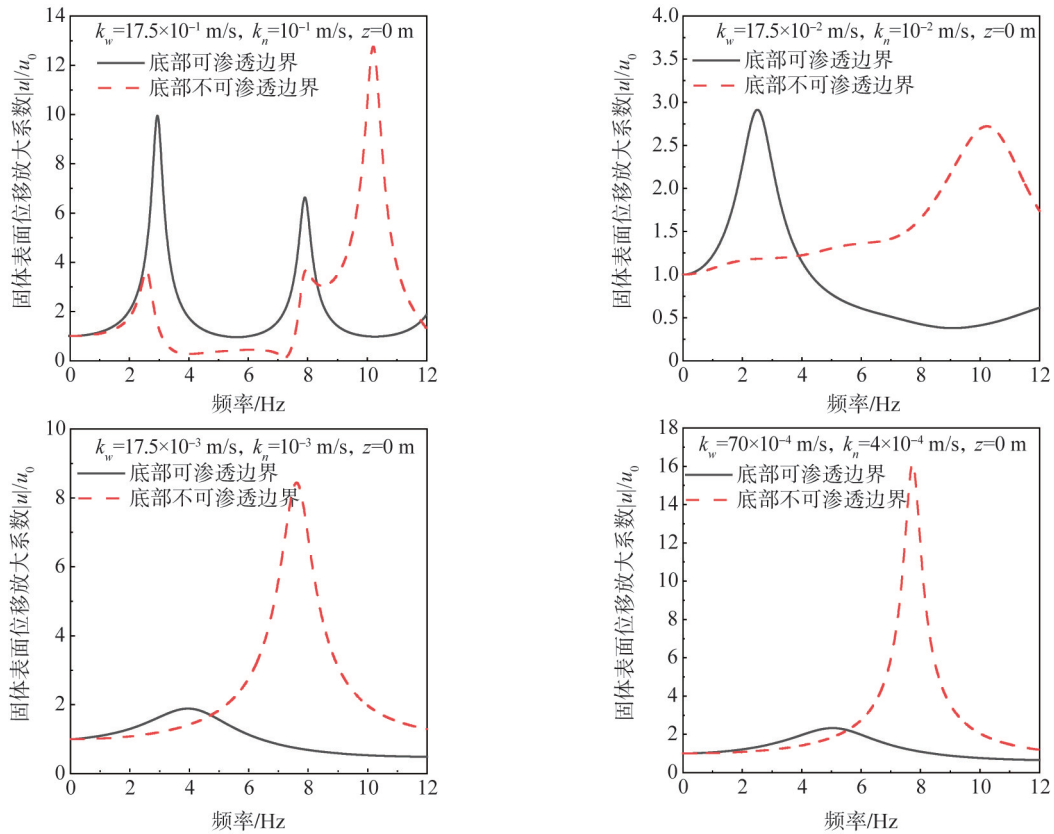 固体表面位移放大系数|u|/u₀
14
12
10
8
6
4
2
0
k_w=17.5×10⁻¹ m/s, k_n=10⁻¹ m/s, z=0 m
底部可渗透边界
底部不可渗透边界
0 2 4 6 8 10 12
频率/Hz
固体表面位移放大系数|u|/u₀
4.0
3.5
3.0
2.5
2.0
1.5
1.0
0.5
0
k_w=17.5×10⁻² m/s, k_n=10⁻² m/s, z=0 m
底部可渗透边界
底部不可渗透边界
0 2 4 6 8 10 12
频率/Hz
固体表面位移放大系数|u|/u₀
10
8
6
4
2
0
k_w=17.5×10⁻³ m/s, k_n=10⁻³ m/s, z=0 m
底部可渗透边界
底部不可渗透边界
0 2 4 6 8 10 12
频率/Hz
固体表面位移放大系数|u|/u₀
18
16
14
12
10
8
6
4
2
0
k_w=70×10⁻⁴ m/s, k_n=4×10⁻⁴ m/s, z=0 m
底部可渗透边界
底部不可渗透边界
0 2 4 6 8 10 12
频率/Hz